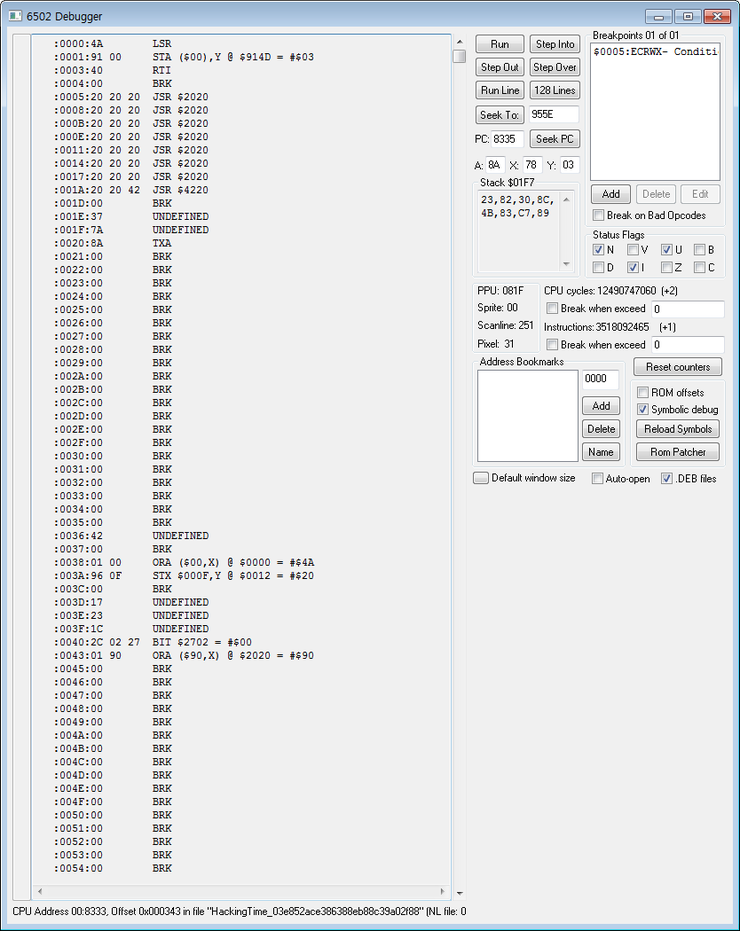 6502 Debugger
:0000:4A LSR
:0001:91 00 STA ($00),Y @ $914D = #$03
:0003:40 RTI
:0004:00 BRK
:0005:20 20 20 JSR $2020
:0008:20 20 20 JSR $2020
:000B:20 20 20 JSR $2020
:000E:20 20 20 JSR $2020
:0011:20 20 20 JSR $2020
:0014:20 20 20 JSR $2020
:0017:20 20 20 JSR $2020
:001A:20 20 42 JSR $4220
:001D:00 BRK
:001E:37 UNDEFINED
:001F:7A UNDEFINED
:0020:8A TXA
:0021:00 BRK
:0022:00 BRK
:0023:00 BRK
:0024:00 BRK
:0025:00 BRK
:0026:00 BRK
:0027:00 BRK
:0028:00 BRK
:0029:00 BRK
:002A:00 BRK
:002B:00 BRK
:002C:00 BRK
:002D:00 BRK
:002E:00 BRK
:002F:00 BRK
:0030:00 BRK
:0031:00 BRK
:0032:00 BRK
:0033:00 BRK
:0034:00 BRK
:0035:00 BRK
:0036:42 UNDEFINED
:0037:00 BRK
:0038:01 00 ORA ($00,X) @ $0000 = #$4A
:003A:96 0F STX $000F,Y @ $0012 = #$20
:003C:00 BRK
:003D:17 UNDEFINED
:003E:23 UNDEFINED
:003F:1C UNDEFINED
:0040:2C 02 27 BIT $2702 = #$00
:0043:01 90 ORA ($90,X) @ $2020 = #$90
:0045:00 BRK
:0046:00 BRK
:0047:00 BRK
:0048:00 BRK
:0049:00 BRK
:004A:00 BRK
:004B:00 BRK
:004C:00 BRK
:004D:00 BRK
:004E:00 BRK
:004F:00 BRK
:0050:00 BRK
:0051:00 BRK
:0052:00 BRK
:0053:00 BRK
:0054:00 BRK
Run Step Into
Step Out Step Over
Run Line 128 Lines
Seek To: 955E
PC: 8335 Seek PC
A: 8A X: 78 Y: 03
Stack $01F7
23,82,30,8C,
4B,83,C7,89
Breakpoints 01 of 01
$0005:ECRWX- Conditi
Add Delete Edit
Break on Bad Opcodes
Status Flags
N V U B
D I Z C
PPU: 081F
Sprite: 00
Scanline: 251
Pixel: 31
CPU cycles: 12490747060 (+2)
Break when exceed 0
Instructions: 3518092465 (+1)
Break when exceed 0
Address Bookmarks
0000
Add
Delete
Name
Reset counters
ROM offsets
Symbolic debug
Reload Symbols
Rom Patcher
Default window size Auto-open .DEB files
CPU Address 00:8333, Offset 0x000343 in file "HackingTime_03e852ace386388eb88c39a02f88" (NL file: 0